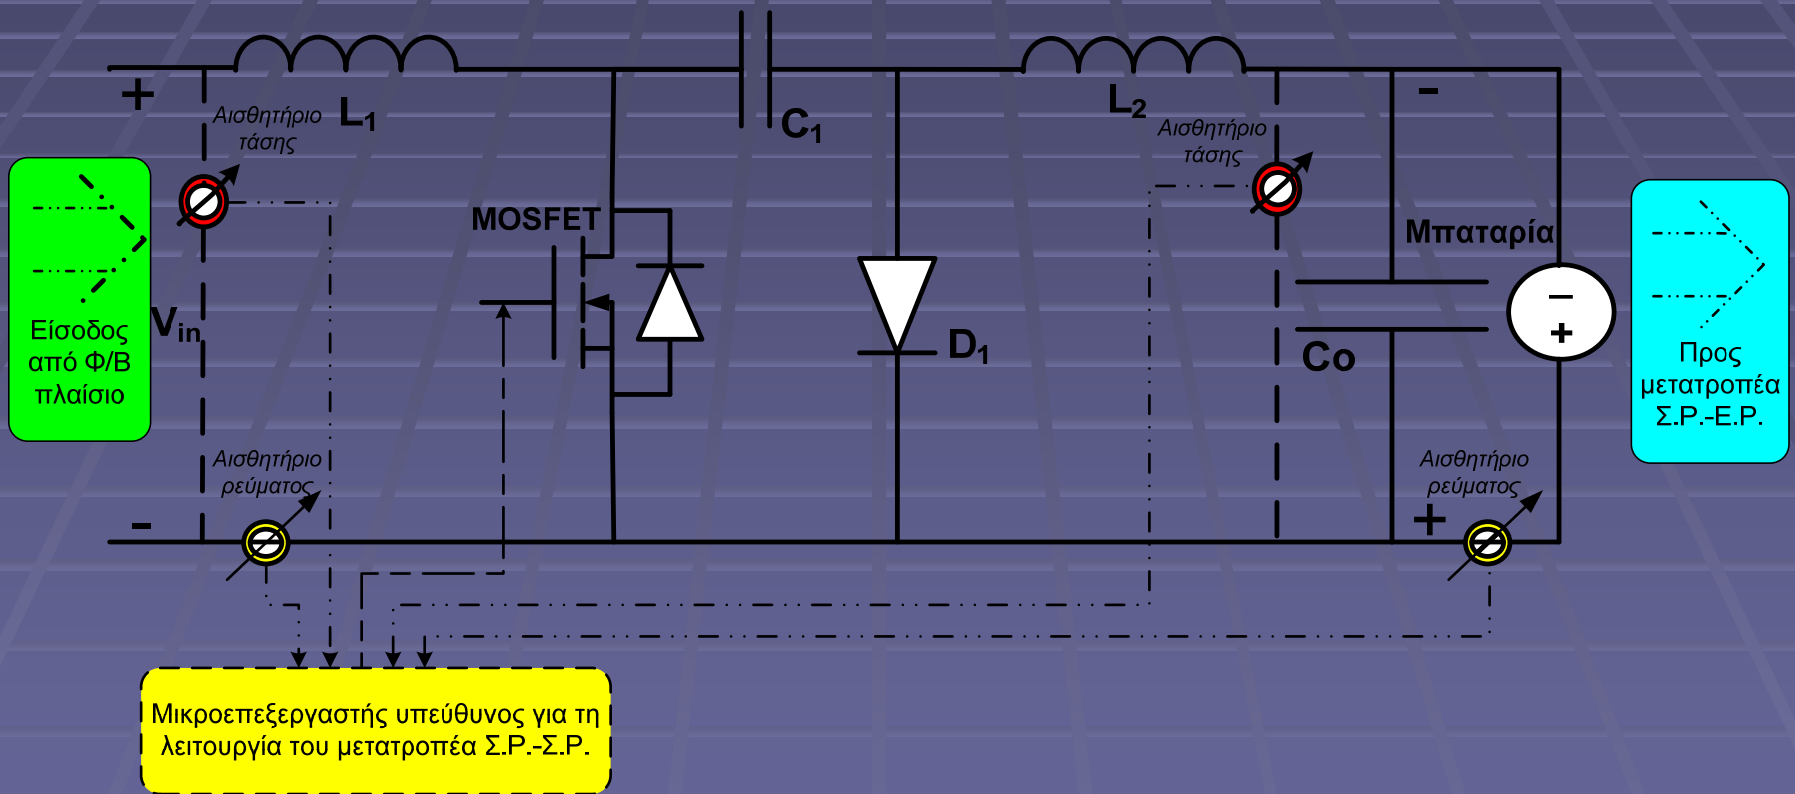 +
L₁
C₁
L₂
-
Αισθητήριο
τάσης
Αισθητήριο
τάσης
MOSFET
Μπαταρία
Είσοδος
από Φ/Β
πλαίσιο
Vin
D₁
Co
−
+
Προς
μετατροπέα
Σ.Ρ.-Ε.Ρ.
Αισθητήριο
ρεύματος
Αισθητήριο
ρεύματος
-
+
Μικροεπεξεργαστής υπεύθυνος για τη
λειτουργία του μετατροπέα Σ.Ρ.-Σ.Ρ.